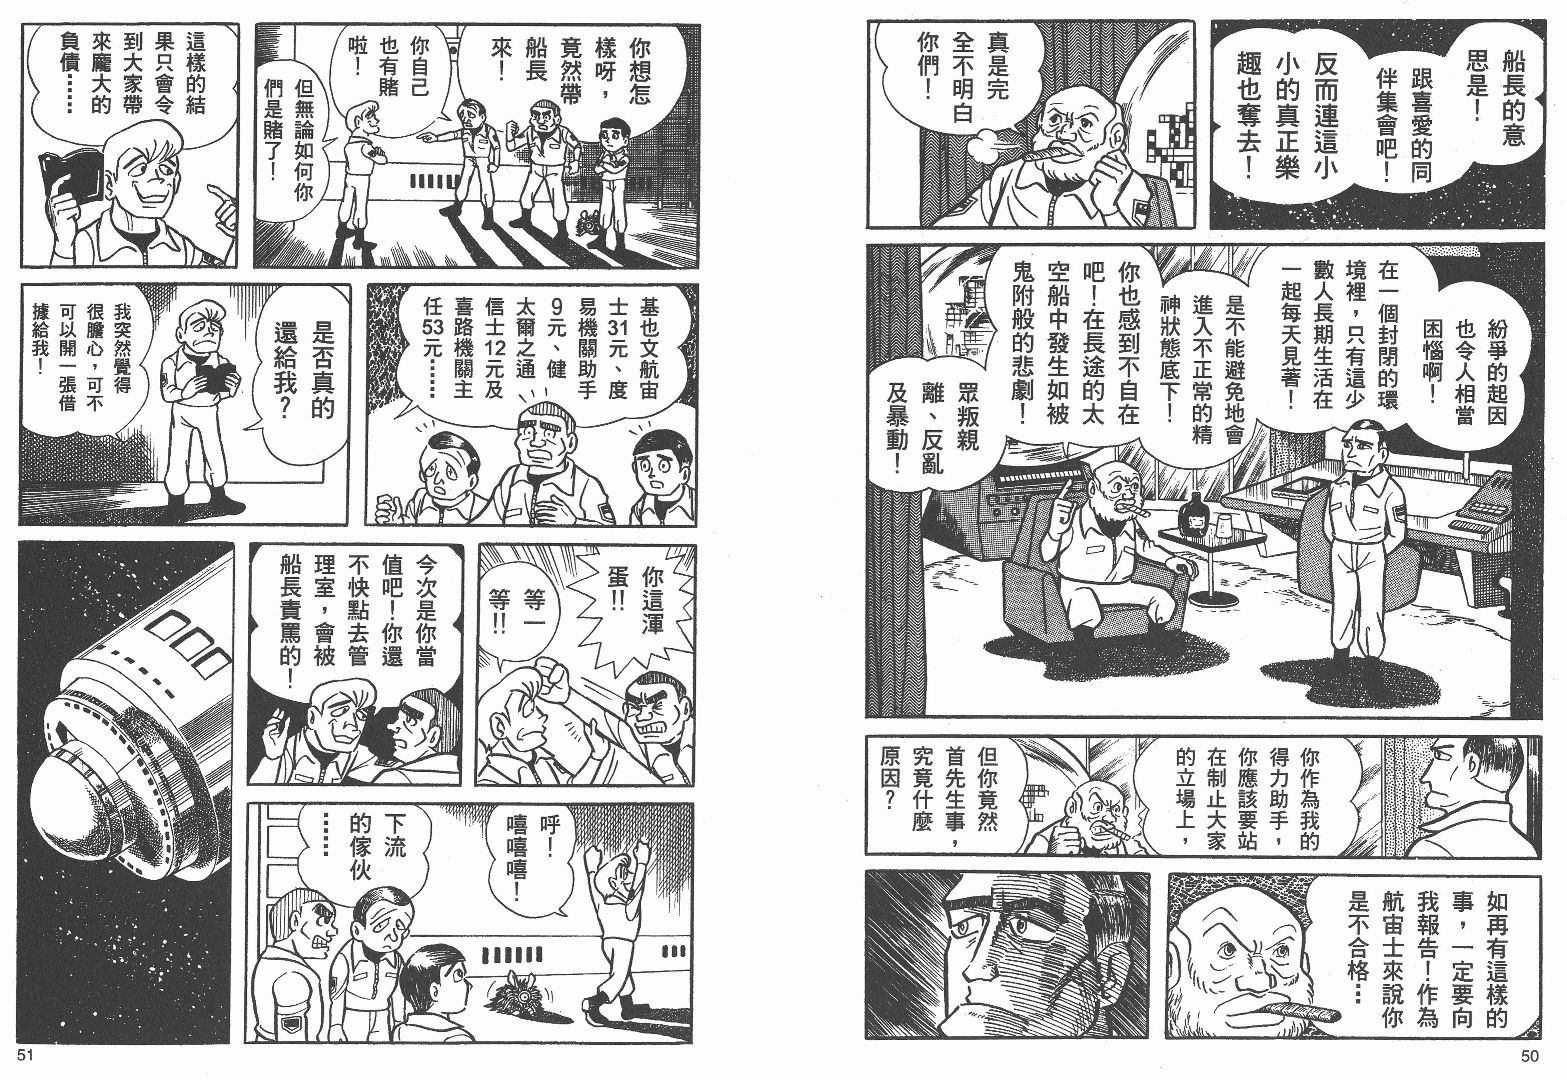 船長的意
思是！
跟喜愛的同
伴集會吧！
反而連這小
小的真正樂
趣也奪去！
真是完
全不明白
你們！
紛爭的起因
也令人相當
困惱啊！
在一個封閉的環
境裡，只有這少
數人長期生活在
一起每天見著！
是不能避免地會
進入不正常的精
神狀態底下！
你也感到不自在
吧！在長途的太
空船中發生如被
鬼附般的悲劇！
眾叛親
離、反亂
及暴動！
你作為我的
得力助手，
你應該要站
在制止大家
的立場上，
但你竟然
首先生事，
究竟什麼
原因？
如再有這樣的
事，一定要向
我報告！作為
航宙士來說你
是不合格…
50
你想怎
樣呀，
竟然帶
船長
來！
你自己
也有賭
啦！
但無論如何你
們是賭了！
這樣的結
果只會令
到大家帶
來龐大的
負債……
基也文航宙
士31元、度
易機關助手
9元、健
太爾之通
信士12元及
喜路機關主
任53元……
是否真的
還給我？
我突然覺得
很膽心，可不
可以開一張借
據給我！
你這渾
蛋!!
等一
等!!
今次是你當
值吧！你還
不快點去管
理室，會被
船長責罵的！
呼！
嘻嘻嘻！
下流
的傢伙
……
51